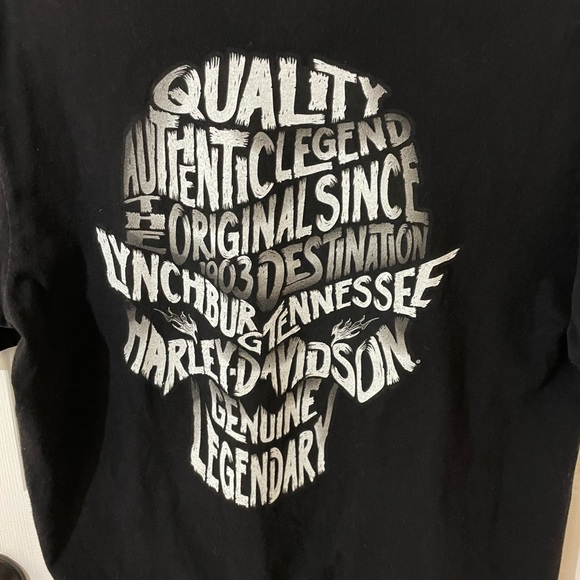 QUALITY
AUTHENTIC LEGEND
THE ORIGINAL SINCE
1903 DESTINATION
LYNCHBURG TENNESSEE
HARLEY-DAVIDSON
GENUINE
LEGENDARY